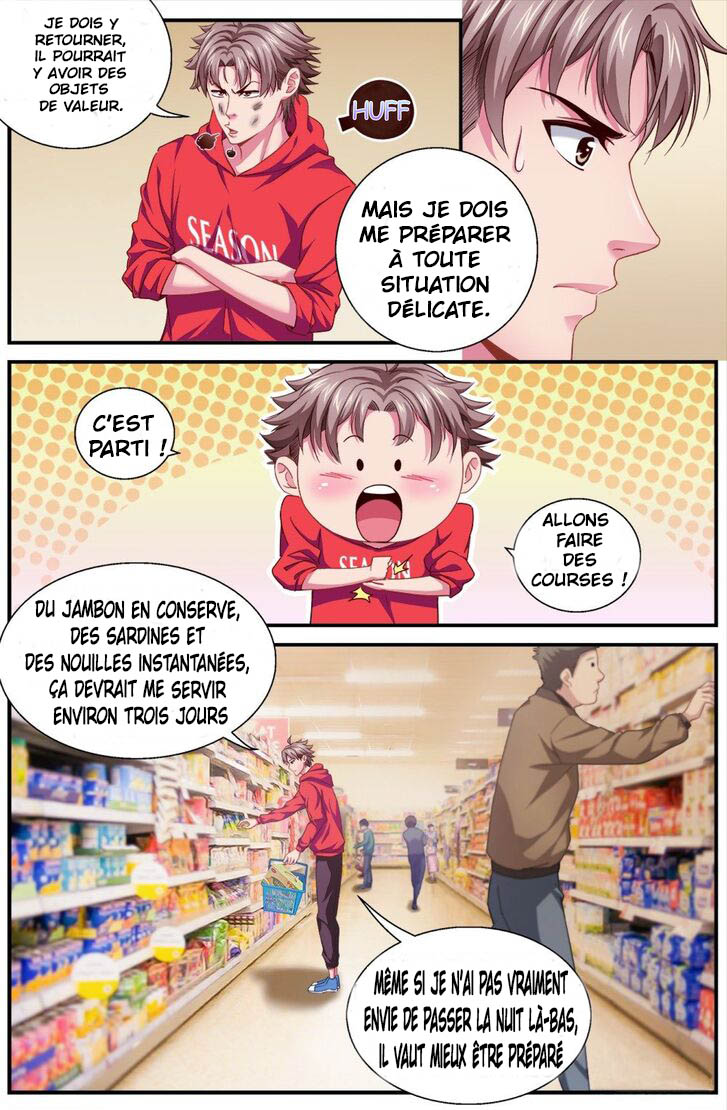 JE DOIS Y
RETOURNER,
IL POURRAIT
Y AVOIR DES
OBJETS
DE VALEUR.
HUFF
SEASON
MAIS JE DOIS
ME PRÉPARER
À TOUTE
SITUATION
DÉLICATE.
C'EST
PARTI !
SEASON
ALLONS
FAIRE
DES
COURSES !
DU JAMBON EN CONSERVE,
DES SARDINES ET
DES NOUILLES INSTANTANÉES,
ÇA DEVRAIT ME SERVIR
ENVIRON TROIS JOURS
MÊME SI JE N'AI PAS VRAIMENT
ENVIE DE PASSER LA NUIT LÀ-BAS,
IL VAUT MIEUX ÊTRE PRÉPARÉ